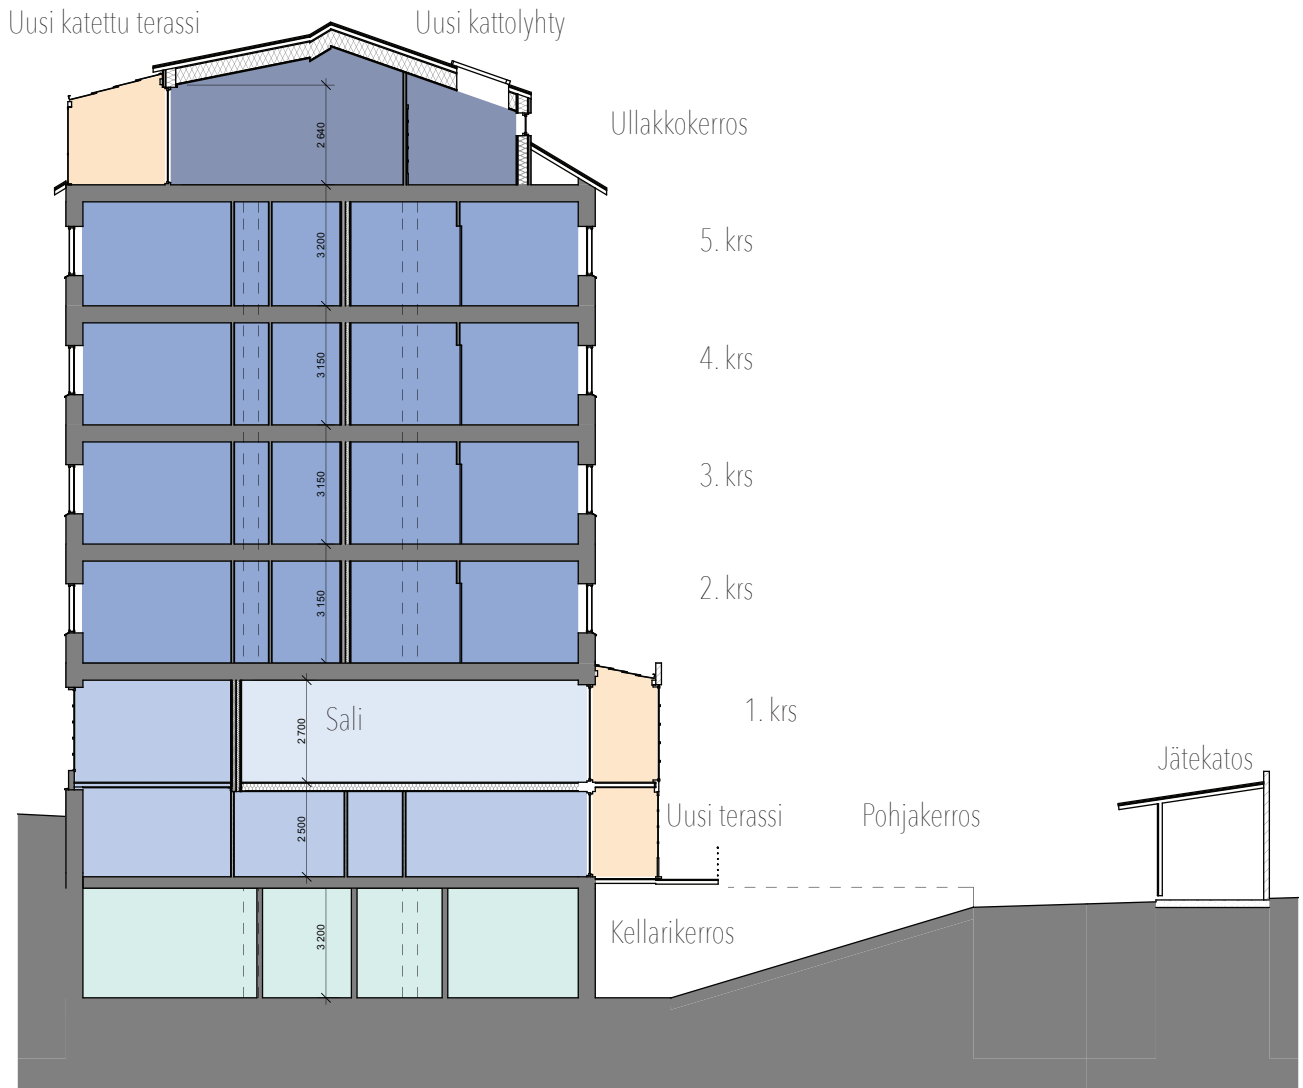 Uusi katettu terassi
Uusi kattolyhty
Ullakkokerros
2 640
5. krs
3 200
4. krs
3 150
3. krs
3 150
2. krs
3 150
1. krs
Sali
2 700
Jätekatos
Uusi terassi
Pohjakerros
2 500
Kellarikerros
3 200